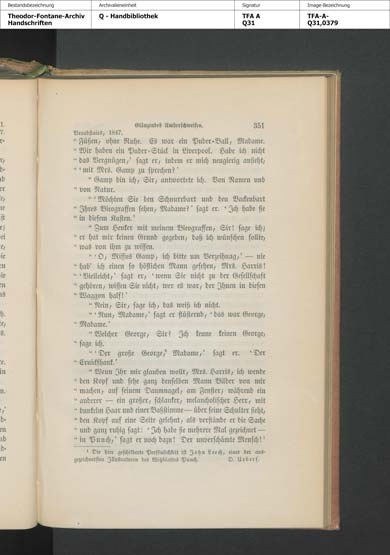 Bestandsbezeichnung
Archivalieneinheit
Signatur
Image-Bezeichnung
Theodor-Fontane-Archiv
Handschriften
Q - Handbibliothek
TFA A
Q31
TFA-A-
Q31,0379
Broadstairs, 1847.
Glänzendes Umherschweifen.
351
“ Füßen, ohne Ruhe. Es war ein Puder-Ball, Madame.
“ Wir haben ein Puder-Stück in Liverpool. Habe ich nicht
“ das Vergnügen,’ sagt er, indem er mich neugierig ansieht,
“ ‘ mit Mrs. Gamp zu sprechen?’
“ Gamp bin ich, Sir, antwortete ich. Von Namen und
“ von Natur.
“ ‘ Möchten Sie den Schnurrbart und den Backenbart
“ Ihres Biograffen sehen, Madame?’ sagt er. ‘ Ich habe sie
“ in diesem Kasten.’
“ Zum Henker mit meinem Biograffen, Sir! sage ich;
“ er hat mir keinen Grund gegeben, daß ich wünschen sollte,
“ was von ihm zu wissen.
“ ‘ O, Missus Gamp, ich bitte um Verzeihnag,’ — nie
“ hab’ ich einen so höflichen Mann gesehen, Mrs. Harris!
“ ‘ Vielleicht,’ sagt er, ‘ wenn Sie nicht zu der Gesellschaft
“ gehören, wissen Sie nicht, wer es war, der Ihnen in diesen
“ Waggon half!’
“ Nein, Sir, sage ich, das weiß ich nicht.
“ ‘ Nun, Madame,’ sagt er flüsternd, ‘ das war George,
“ Madame.’
“ Welcher George, Sir? Ich kenne keinen George,
“ sage ich.
“ ‘ Der große George,’ Madame,’ sagt er. ‘ Der
“ Cruickshank.’
“ Wenn Ihr mir glauben wollt, Mrs. Harris, ich wende
“ den Kopf und sehe ganz denselben Mann Bilder von mir
“ machen, auf seinem Daumnagel, am Fenster; während ein
“ anderer — ein großer, schlanker, melancholischer Herr, mit
“ dunklem Haar und einer Baßstimme — über seine Schulter sieht,
“ den Kopf auf eine Seite gelehnt, als verstände er die Sache
“ und ganz ruhig sagt: ‘ Ich habe sie mehrere Mal gezeichnet —
“ in Punch,’ sagt er noch dazu! Der unverschämte Mensch!¹
¹ Die hier geschilderte Persönlichkeit ist John Leech, einer der aus-
gezeichnetsten Illustratoren des Witzblattes Punch. D. Uebers.